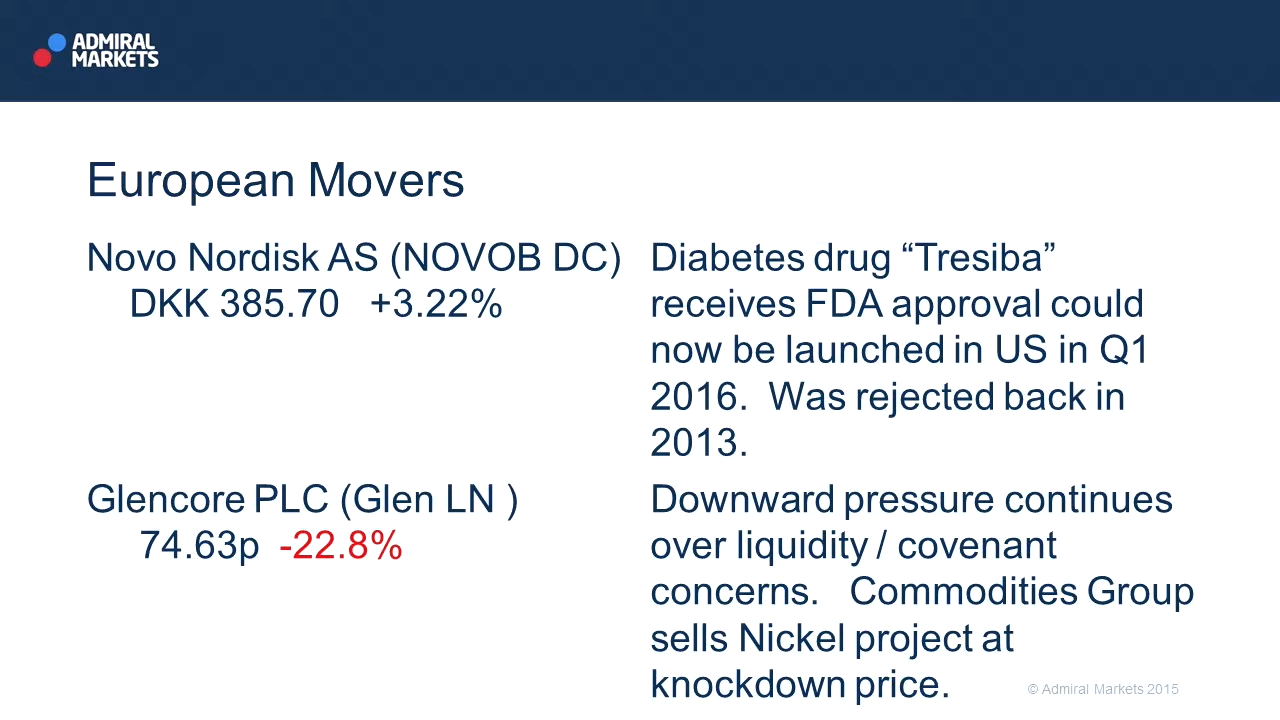 ADMIRAL
MARKETS
European Movers
Novo Nordisk AS (NOVOB DC)
DKK 385.70 +3.22%
Diabetes drug “Tresiba”
receives FDA approval could
now be launched in US in Q1
2016. Was rejected back in
2013.
Glencore PLC (Glen LN )
74.63p -22.8%
Downward pressure continues
over liquidity / covenant
concerns. Commodities Group
sells Nickel project at
knockdown price.
© Admiral Markets 2015